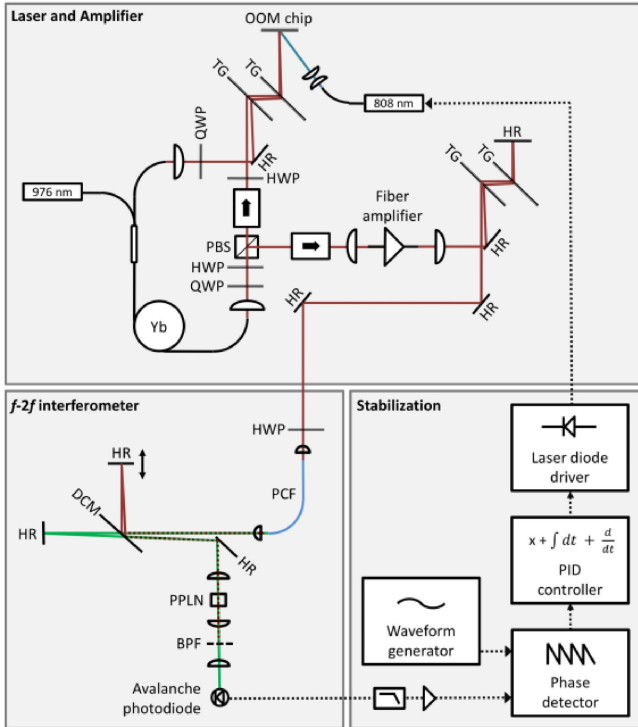 Laser and Amplifier
OOM chip
TG
TG
808 nm
QWP
HR
TG
TG
HR
HWP
976 nm
Fiber
amplifier
PBS
HR
HWP
QWP
HR
HR
Yb
f-2f interferometer
Stabilization
HWP
HR
DCM
PCF
Laser diode
driver
HR
HR
x + ∫ dt + d/dt
PID
controller
PPLN
BPF
Waveform
generator
Avalanche
photodiode
Phase
detector